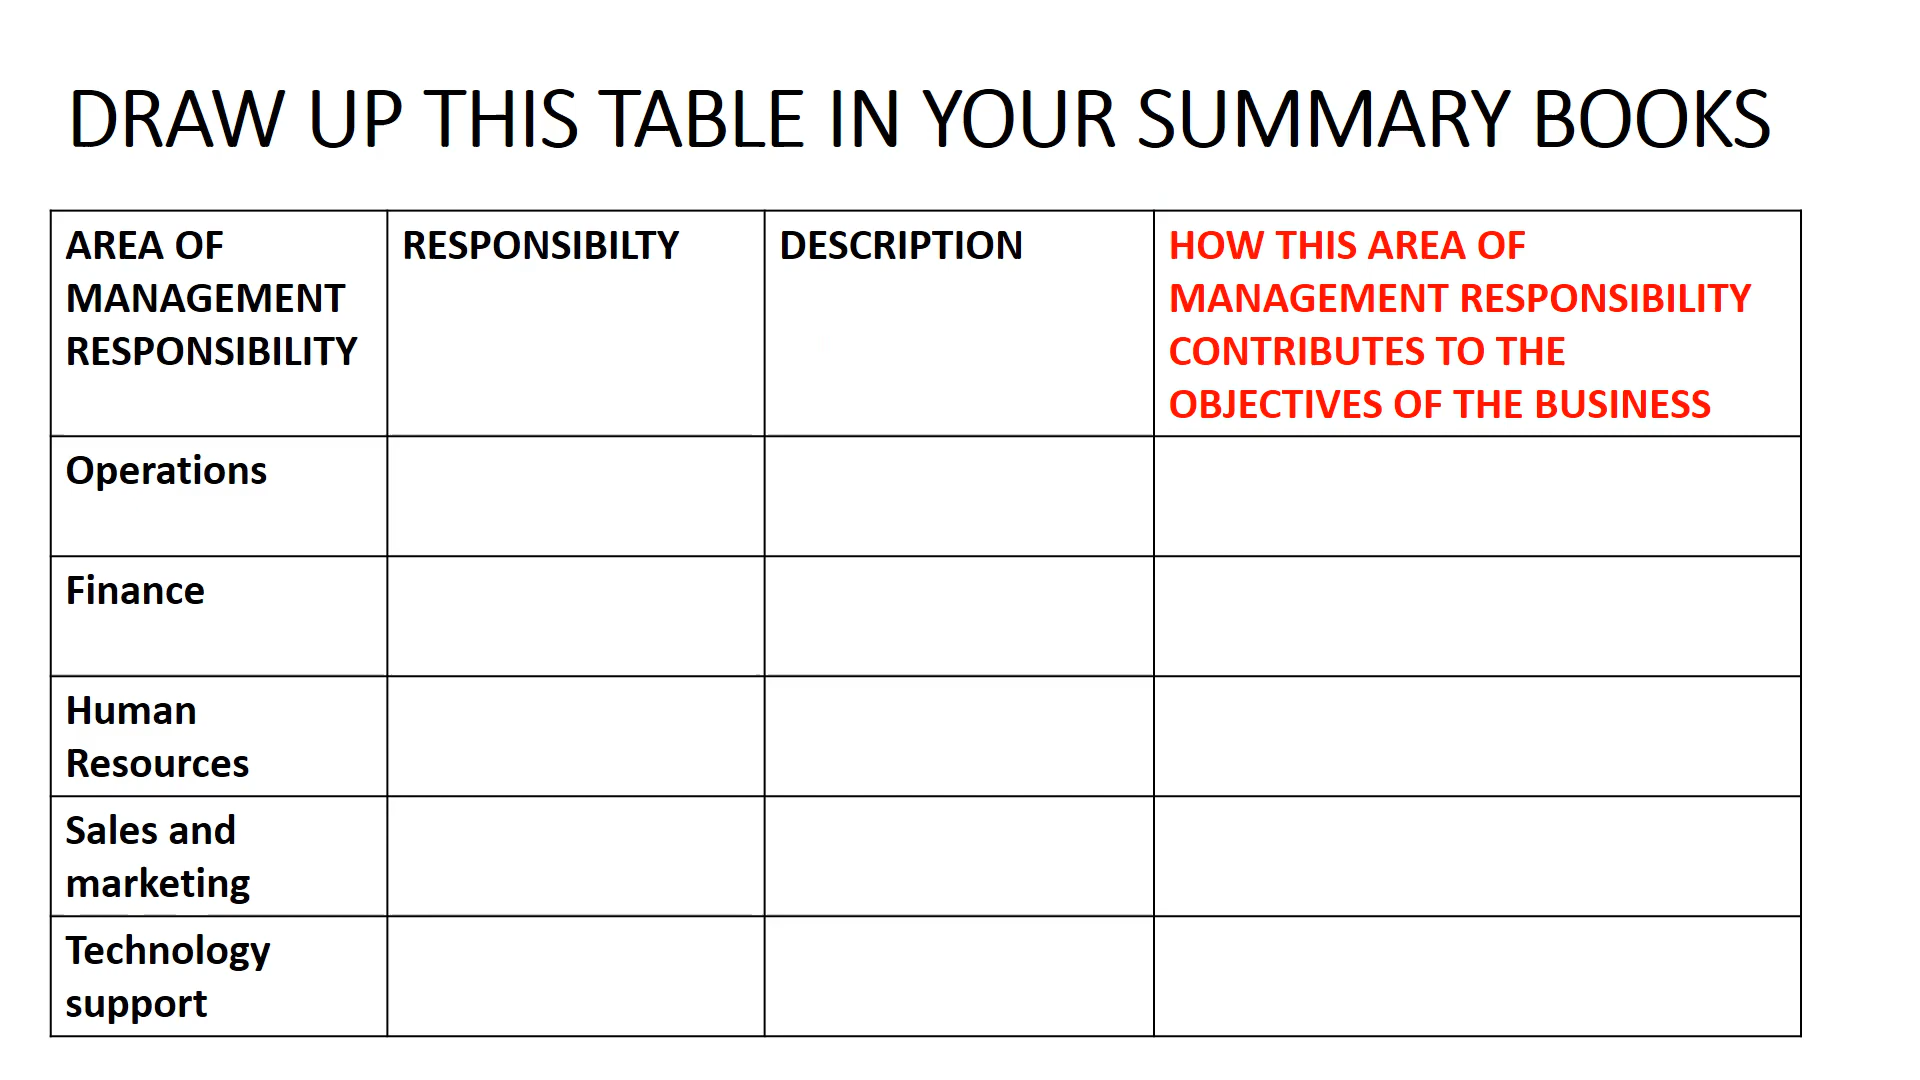 DRAW UP THIS TABLE IN YOUR SUMMARY BOOKS
AREA OF
MANAGEMENT
RESPONSIBILITY
RESPONSIBILTY
DESCRIPTION
HOW THIS AREA OF
MANAGEMENT RESPONSIBILITY
CONTRIBUTES TO THE
OBJECTIVES OF THE BUSINESS
Operations
Finance
Human
Resources
Sales and
marketing
Technology
support